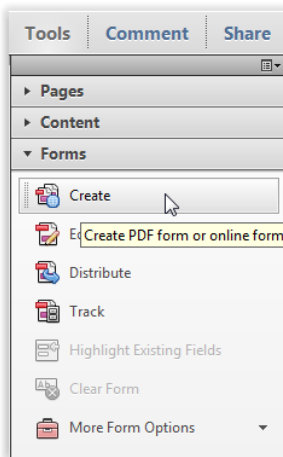 Tools Comment Share
Pages
Content
Forms
Create
Create PDF form or online form
Distribute
Track
Highlight Existing Fields
Clear Form
More Form Options